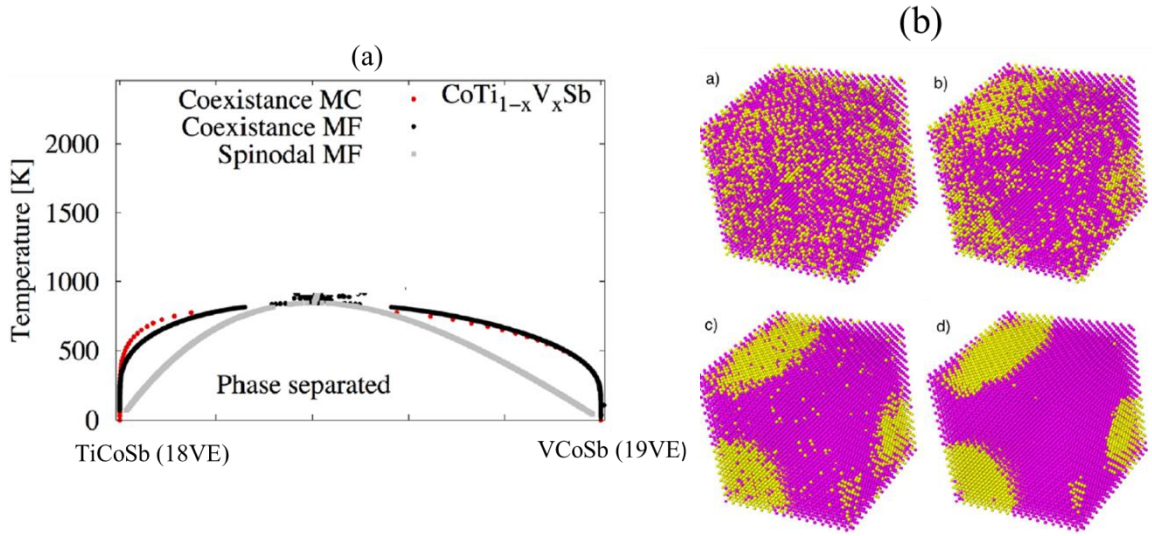 (a)
(b)
Coexistance MC
CoTi1−xVxSb
Coexistance MF
Spinodal MF
Temperature [K]
2000
1500
1000
500
0
Phase separated
TiCoSb (18VE)
VCoSb (19VE)
a)
b)
c)
d)